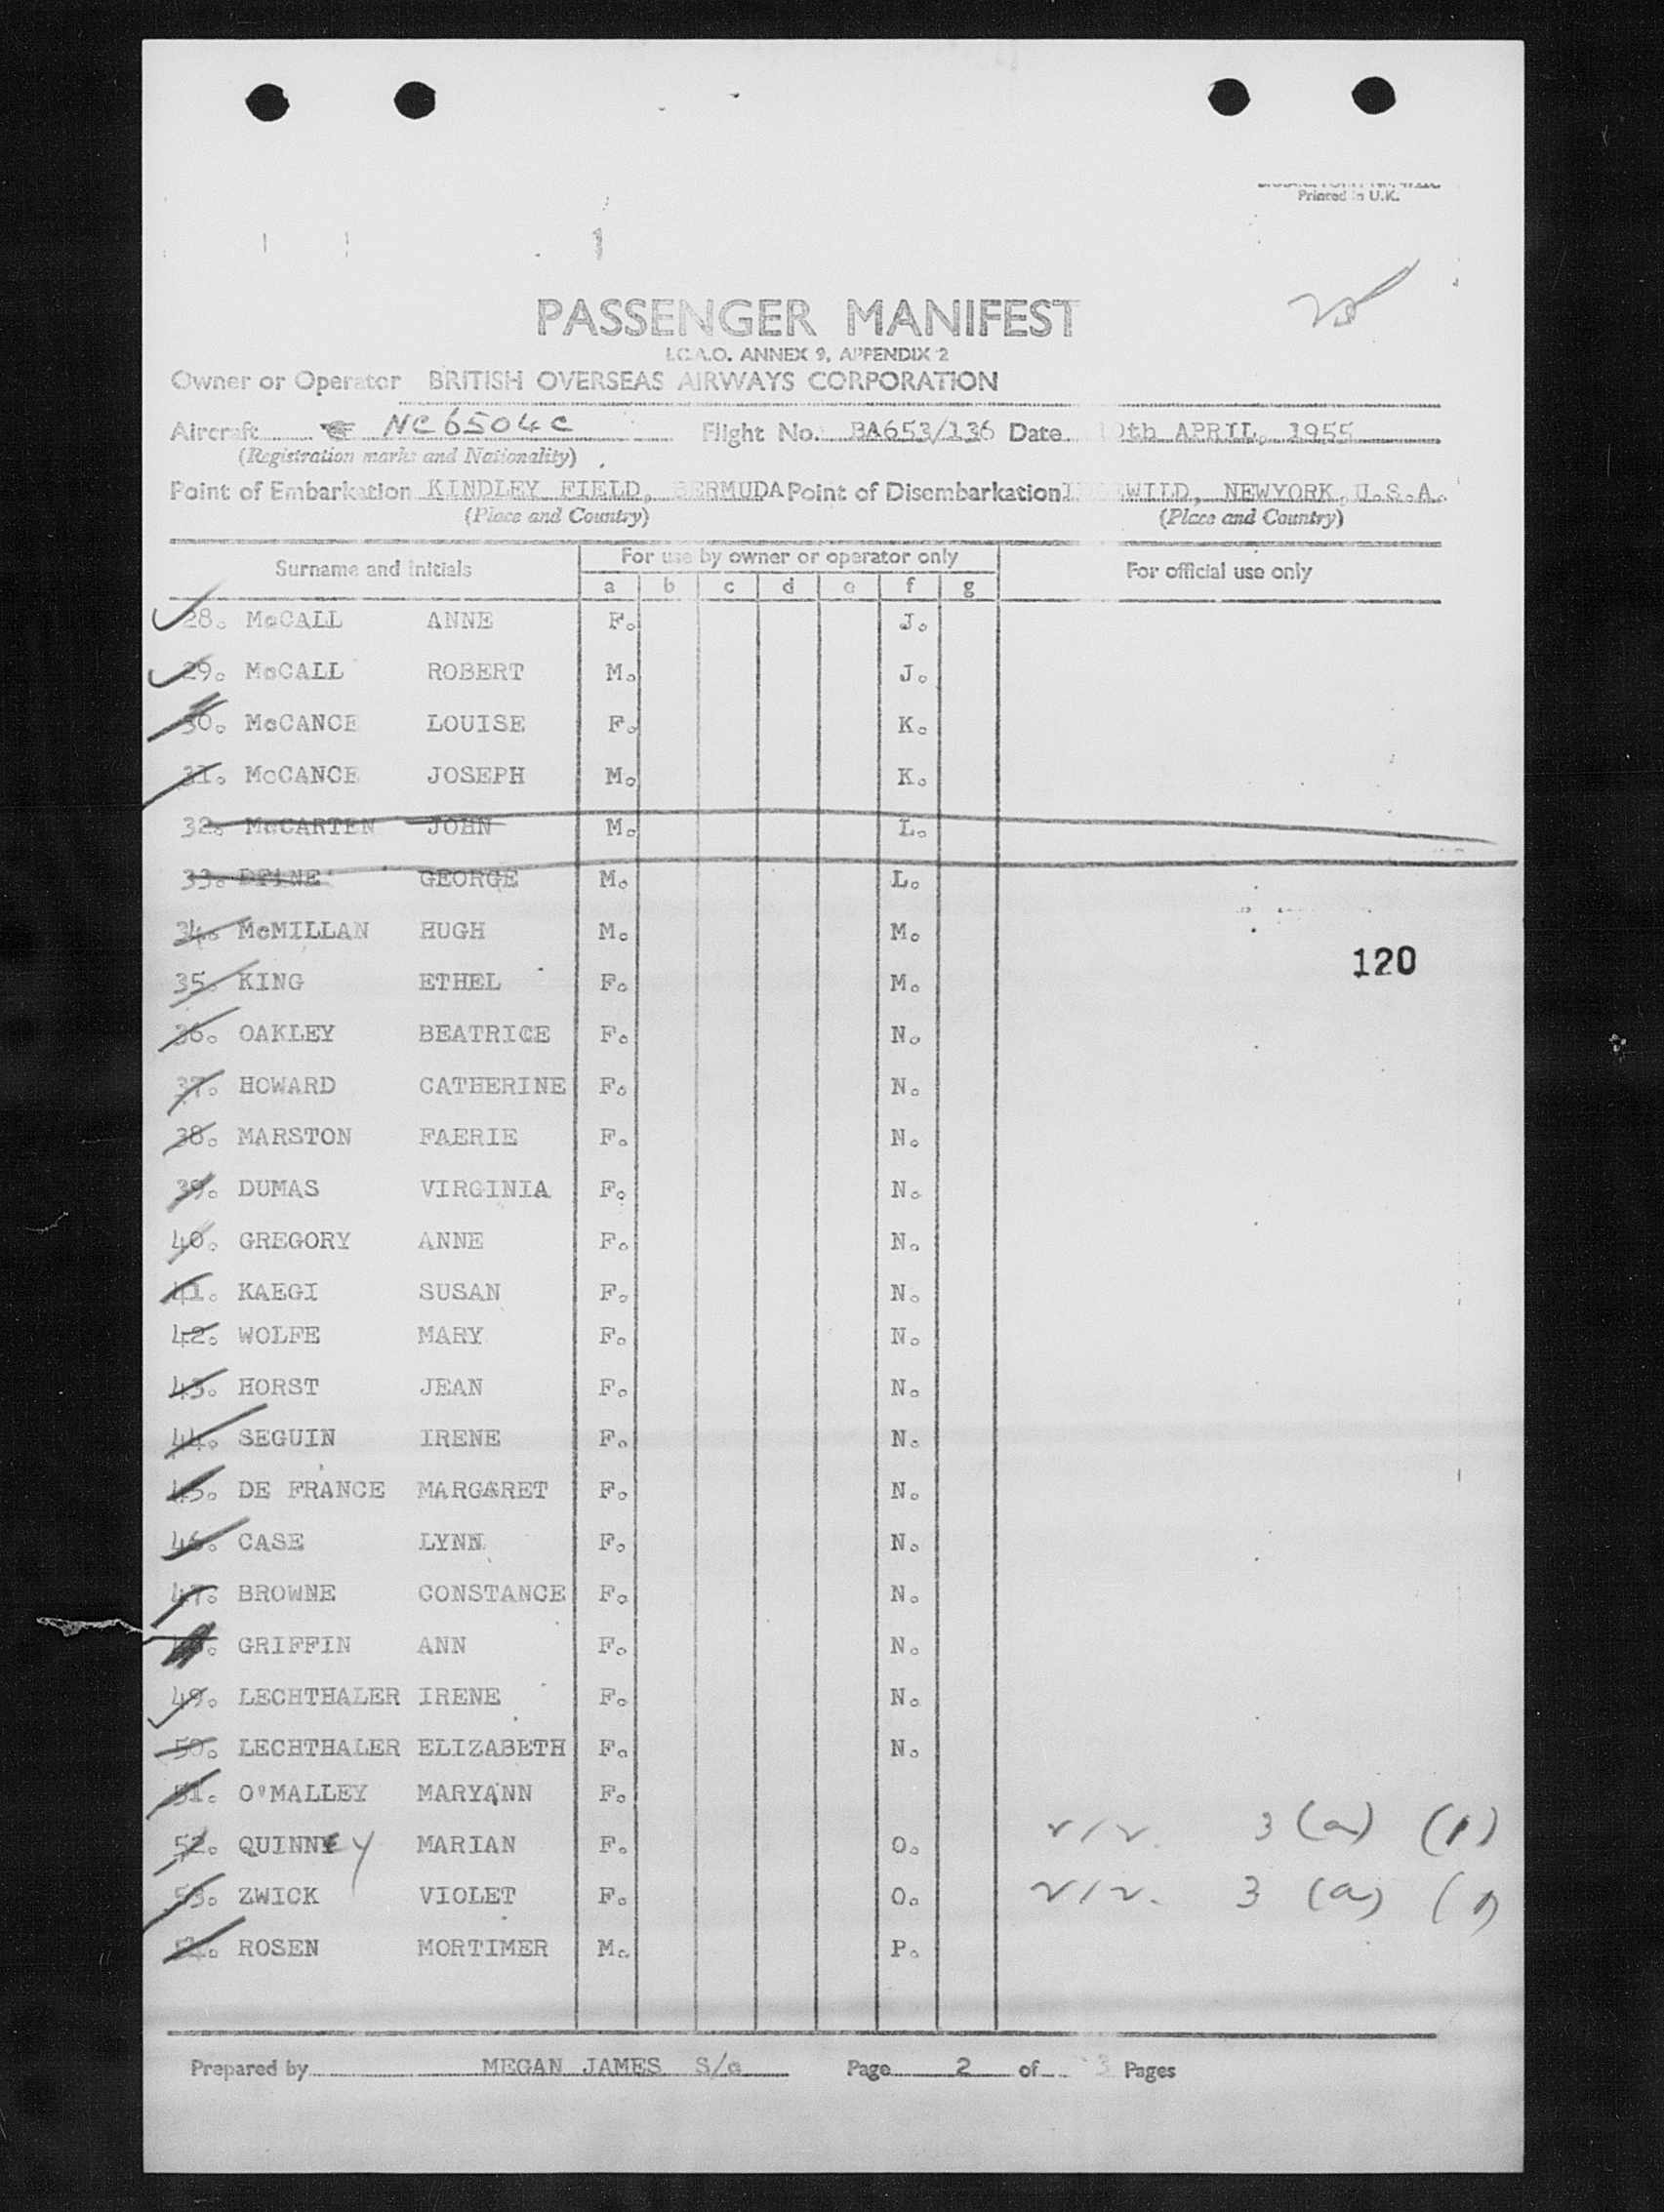 Printed in U.K.
PASSENGER MANIFEST
I.C.A.O. ANNEX 9, APPENDIX 2
Owner or Operator BRITISH OVERSEAS AIRWAYS CORPORATION
Aircraft NC6504C Flight No. BA653/136 Date 10th APRIL, 1955
(Registration marks and Nationality)
Point of Embarkation KINDLEY FIELD, BERMUDA Point of Disembarkation NEWYORK, U.S.A.
(Place and Country) (Place and Country)
Surname and initials For use by owner or operator only For official use only
a b c d e f g
28. McCALL ANNE F. J.
29. McCALL ROBERT M. J.
30. McCANCE LOUISE F. K.
31. McCANCE JOSEPH M. K.
32. McCARTEN JOHN M. L.
33. GEORGE M. L.
34. McMILLAN HUGH M. M.
120
35. KING ETHEL F. M.
36. OAKLEY BEATRICE F. N.
37. HOWARD CATHERINE F. N.
38. MARSTON FAERIE F. N.
39. DUMAS VIRGINIA F. N.
40. GREGORY ANNE F. N.
41. KAEGI SUSAN F. N.
42. WOLFE MARY F. N.
43. HORST JEAN F. N.
44. SEGUIN IRENE F. N.
45. DE FRANCE MARGARET F. N.
46. CASE LYNN F. N.
47. BROWNE CONSTANCE F. N.
GRIFFIN ANN F. N.
49. LECHTHALER IRENE F. N.
50. LECHTHALER ELIZABETH F. N.
51. O'MALLEY MARYANN F.
52. QUINNEY MARIAN F. O. 3 (a) (1)
53. ZWICK VIOLET F. O. 3 (a) (1)
54. ROSEN MORTIMER M. P.
Prepared by MEGAN JAMES S/e Page 2 of 3 Pages